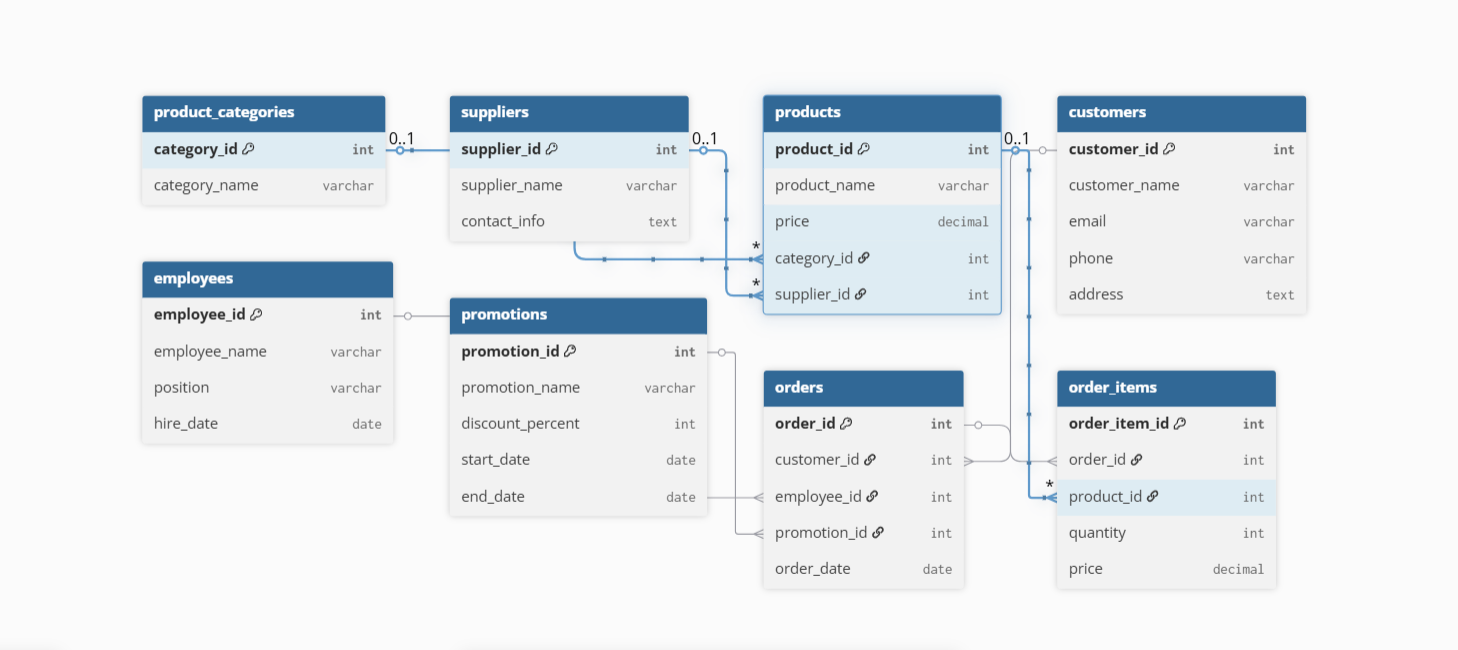 product_categories
category_id int
category_name varchar
0..1
suppliers
supplier_id int
supplier_name varchar
contact_info text
0..1
products
product_id int
product_name varchar
price decimal
* category_id int
* supplier_id int
0..1
customers
customer_id int
customer_name varchar
email varchar
phone varchar
address text
employees
employee_id int
employee_name varchar
position varchar
hire_date date
promotions
promotion_id int
promotion_name varchar
discount_percent int
start_date date
end_date date
orders
order_id int
customer_id int
employee_id int
promotion_id int
order_date date
order_items
order_item_id int
order_id int
* product_id int
quantity int
price decimal